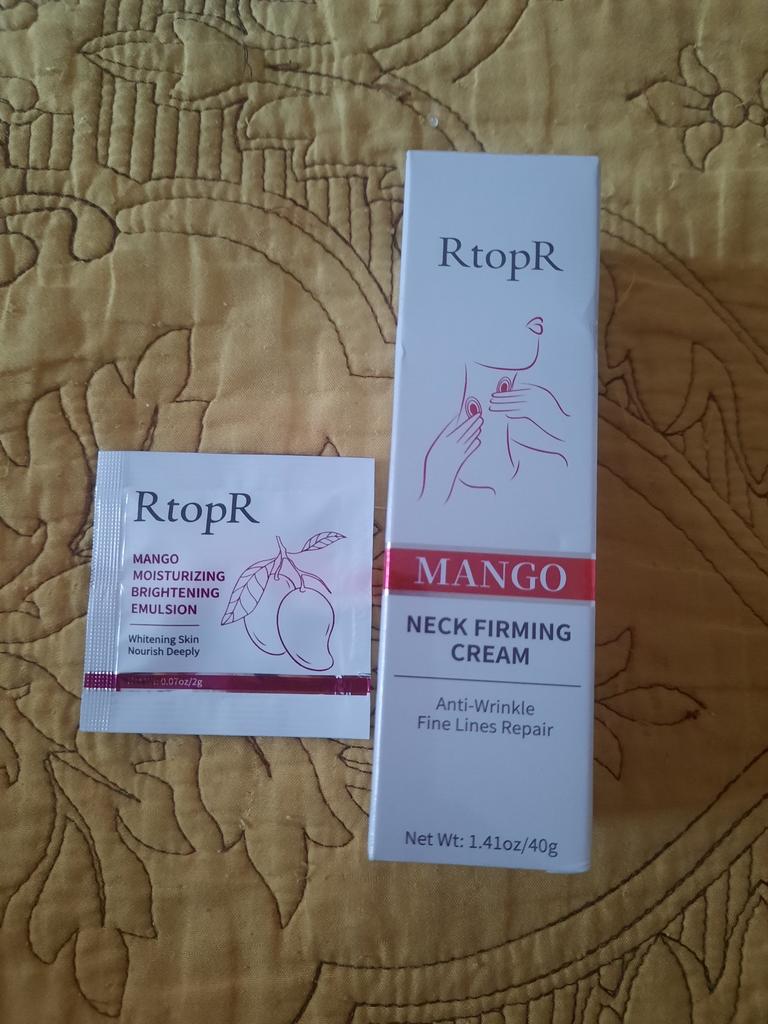 RtopR
MANGO
MOISTURIZING
BRIGHTENING
EMULSION
Whitening Skin
Nourish Deeply
0.07oz/2g
RtopR
MANGO
NECK FIRMING
CREAM
Anti-Wrinkle
Fine Lines Repair
Net Wt: 1.41oz/40g